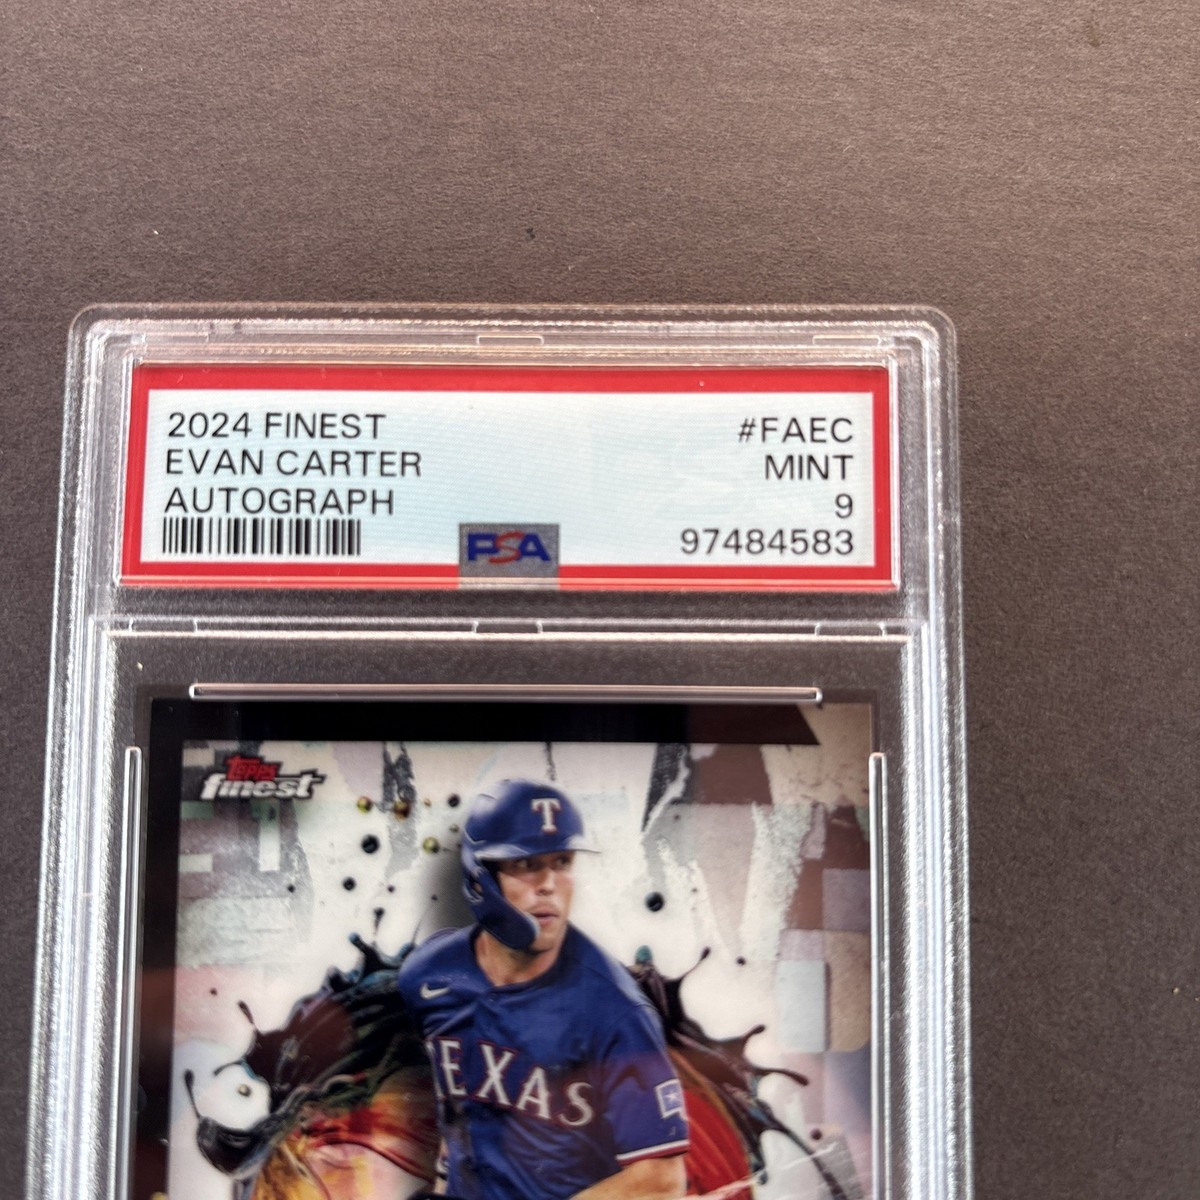 2024 FINEST #FAEC
EVAN CARTER MINT
AUTOGRAPH 9
PSA 97484583
Topps
finest
T
TEXAS